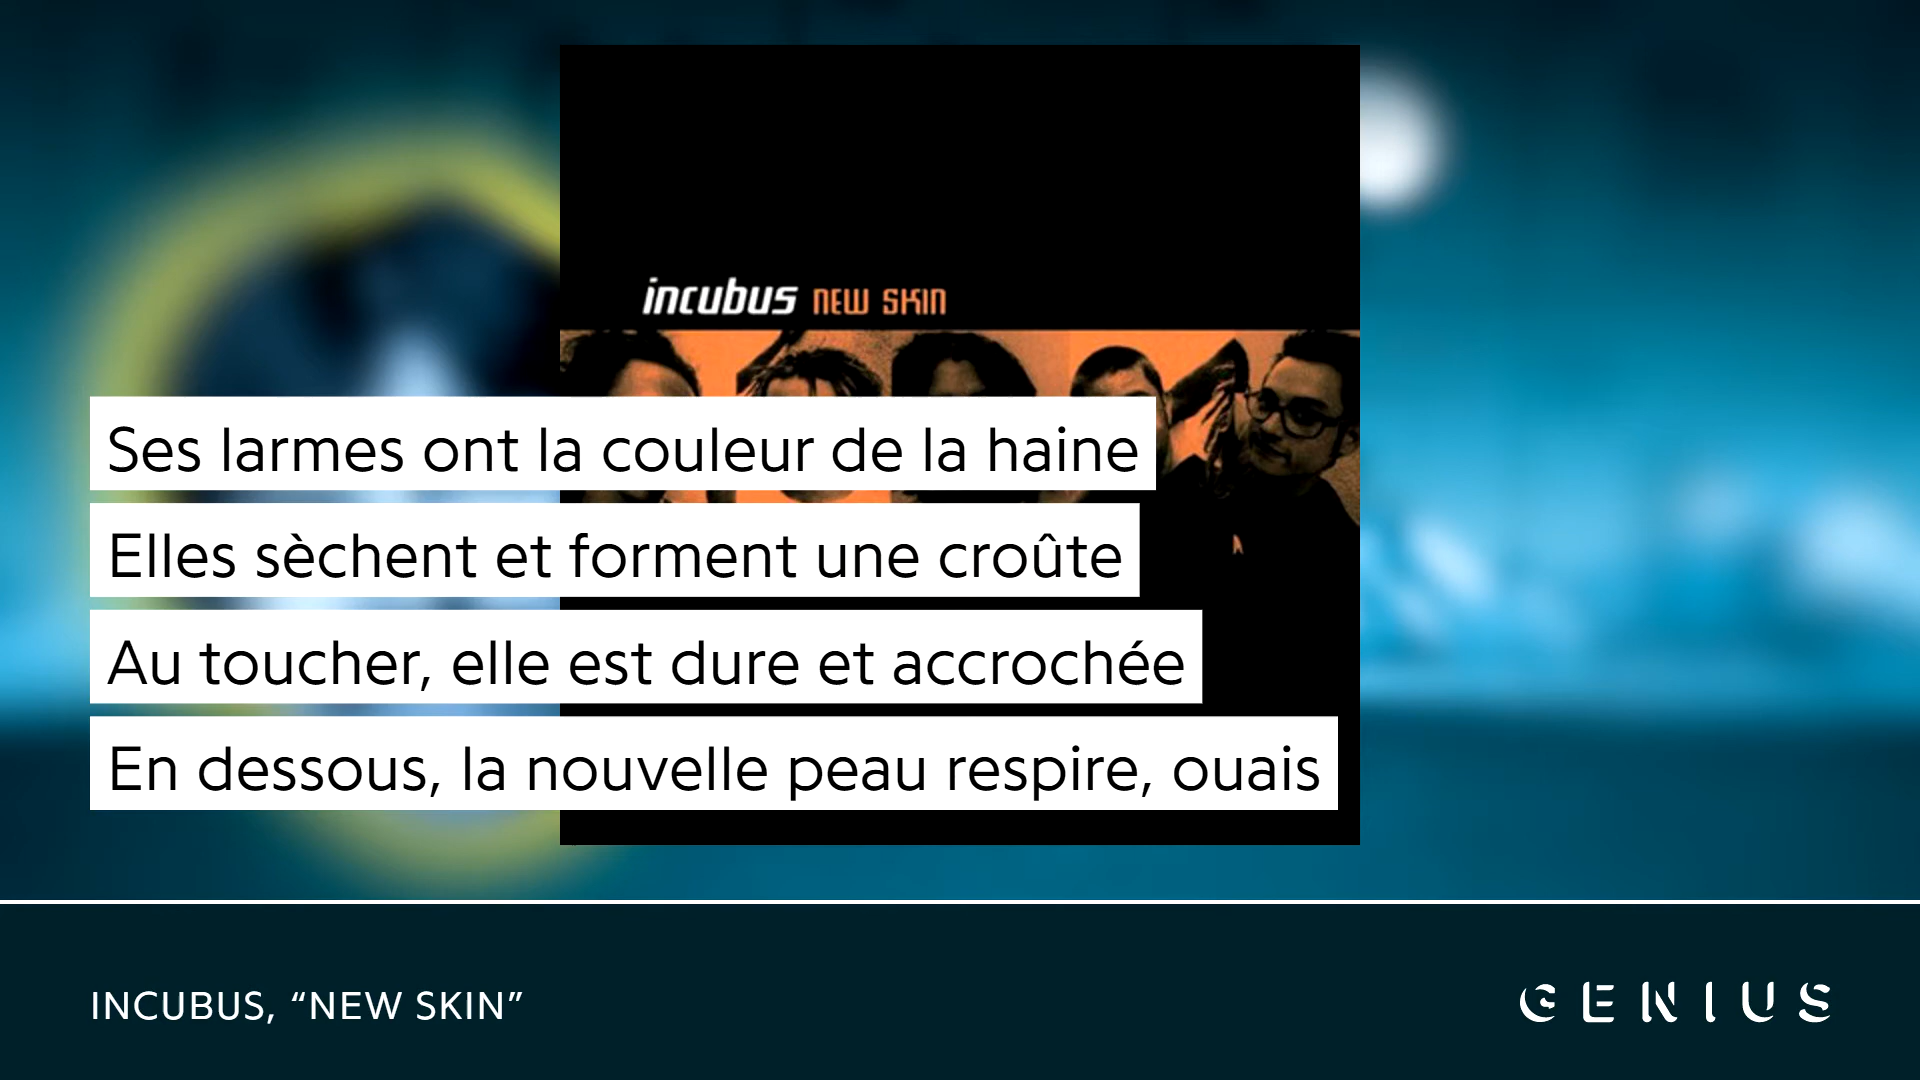 incubus NEW SKIN
Ses larmes ont la couleur de la haine
Elles sèchent et forment une croûte
Au toucher, elle est dure et accrochée
En dessous, la nouvelle peau respire, ouais
INCUBUS, “NEW SKIN”
GENIUS